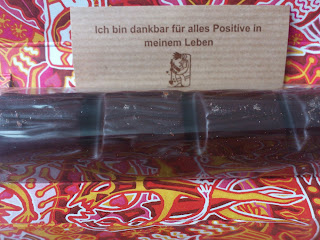 Ich bin dankbar für alles Positive in
meinem Leben